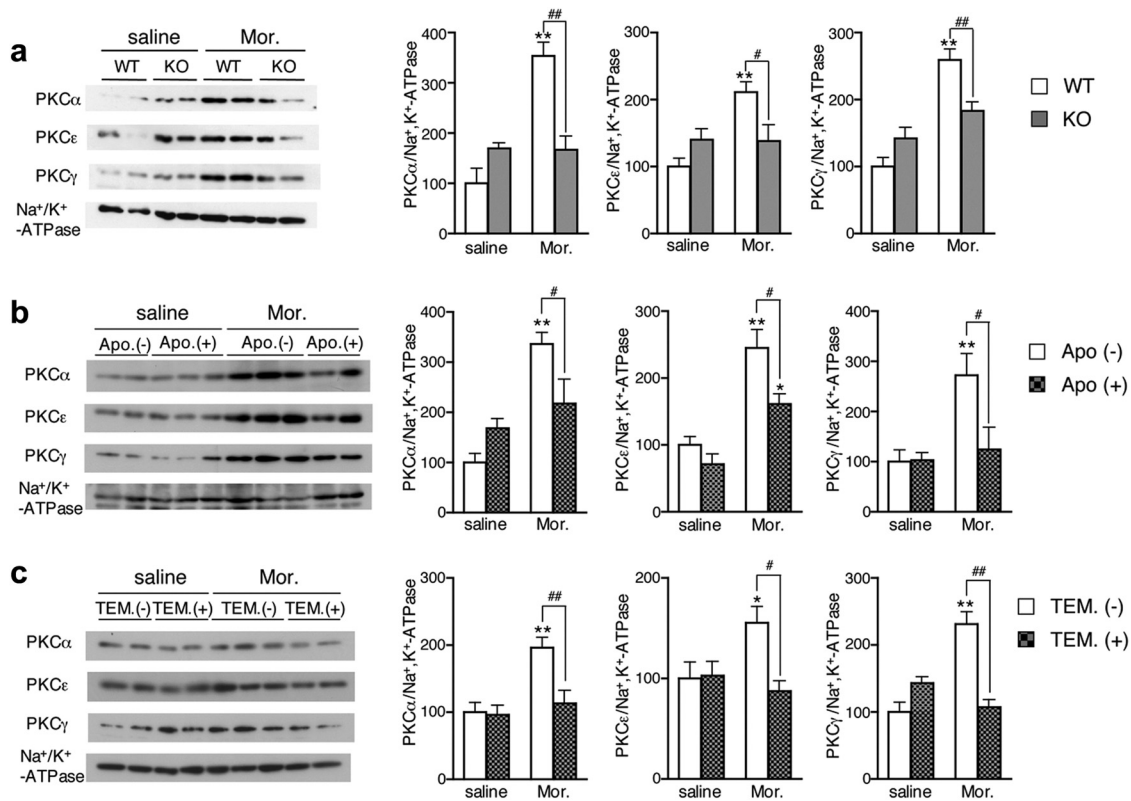 a
saline Mor.
WT KO WT KO
PKCα
PKCε
PKCγ
Na+/K+
-ATPase
PKCα/Na+,K+-ATPase
400
300
200
100
0
**
##
saline Mor.
PKCε/Na+,K+-ATPase
300
200
100
0
**
#
saline Mor.
PKCγ/Na+,K+-ATPase
300
200
100
0
**
##
saline Mor.
WT
KO
b
saline Mor.
Apo.(-) Apo.(+) Apo.(-) Apo.(+)
PKCα
PKCε
PKCγ
Na+/K+
-ATPase
PKCα/Na+,K+-ATPase
400
300
200
100
0
**
#
saline Mor.
PKCε/Na+,K+-ATPase
300
200
100
0
**
#
*
saline Mor.
PKCγ/Na+,K+-ATPase
400
300
200
100
0
**
#
saline Mor.
Apo (-)
Apo (+)
c
saline Mor.
TEM.(-) TEM.(+) TEM.(-) TEM.(+)
PKCα
PKCε
PKCγ
Na+/K+
-ATPase
PKCα/Na+,K+-ATPase
300
200
100
0
**
##
saline Mor.
PKCε/Na+,K+-ATPase
200
100
0
*
#
saline Mor.
PKCγ/Na+,K+-ATPase
300
200
100
0
**
##
saline Mor.
TEM. (-)
TEM. (+)